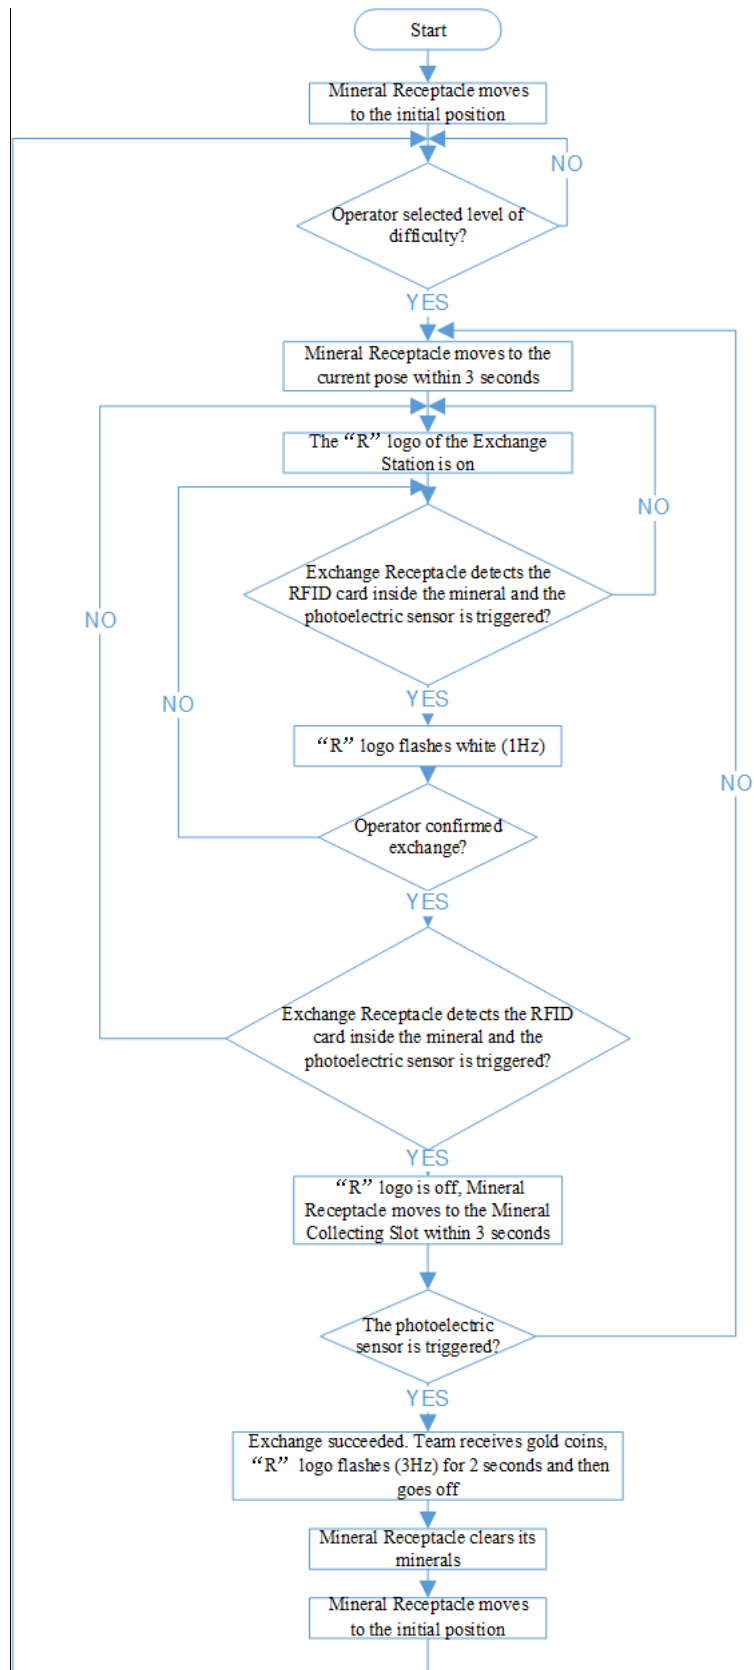 Start
Mineral Receptacle moves
to the initial position
NO
Operator selected level of
difficulty?
YES
Mineral Receptacle moves to the
current pose within 3 seconds
The “R” logo of the Exchange
Station is on
NO
Exchange Receptacle detects the
RFID card inside the mineral and the
photoelectric sensor is triggered?
NO
YES
NO
“R” logo flashes white (1Hz)
NO
Operator confirmed
exchange?
YES
Exchange Receptacle detects the RFID
card inside the mineral and the
photoelectric sensor is triggered?
YES
“R” logo is off, Mineral
Receptacle moves to the Mineral
Collecting Slot within 3 seconds
The photoelectric
sensor is triggered?
YES
Exchange succeeded. Team receives gold coins,
“R” logo flashes (3Hz) for 2 seconds and then
goes off
Mineral Receptacle clears its
minerals
Mineral Receptacle moves
to the initial position